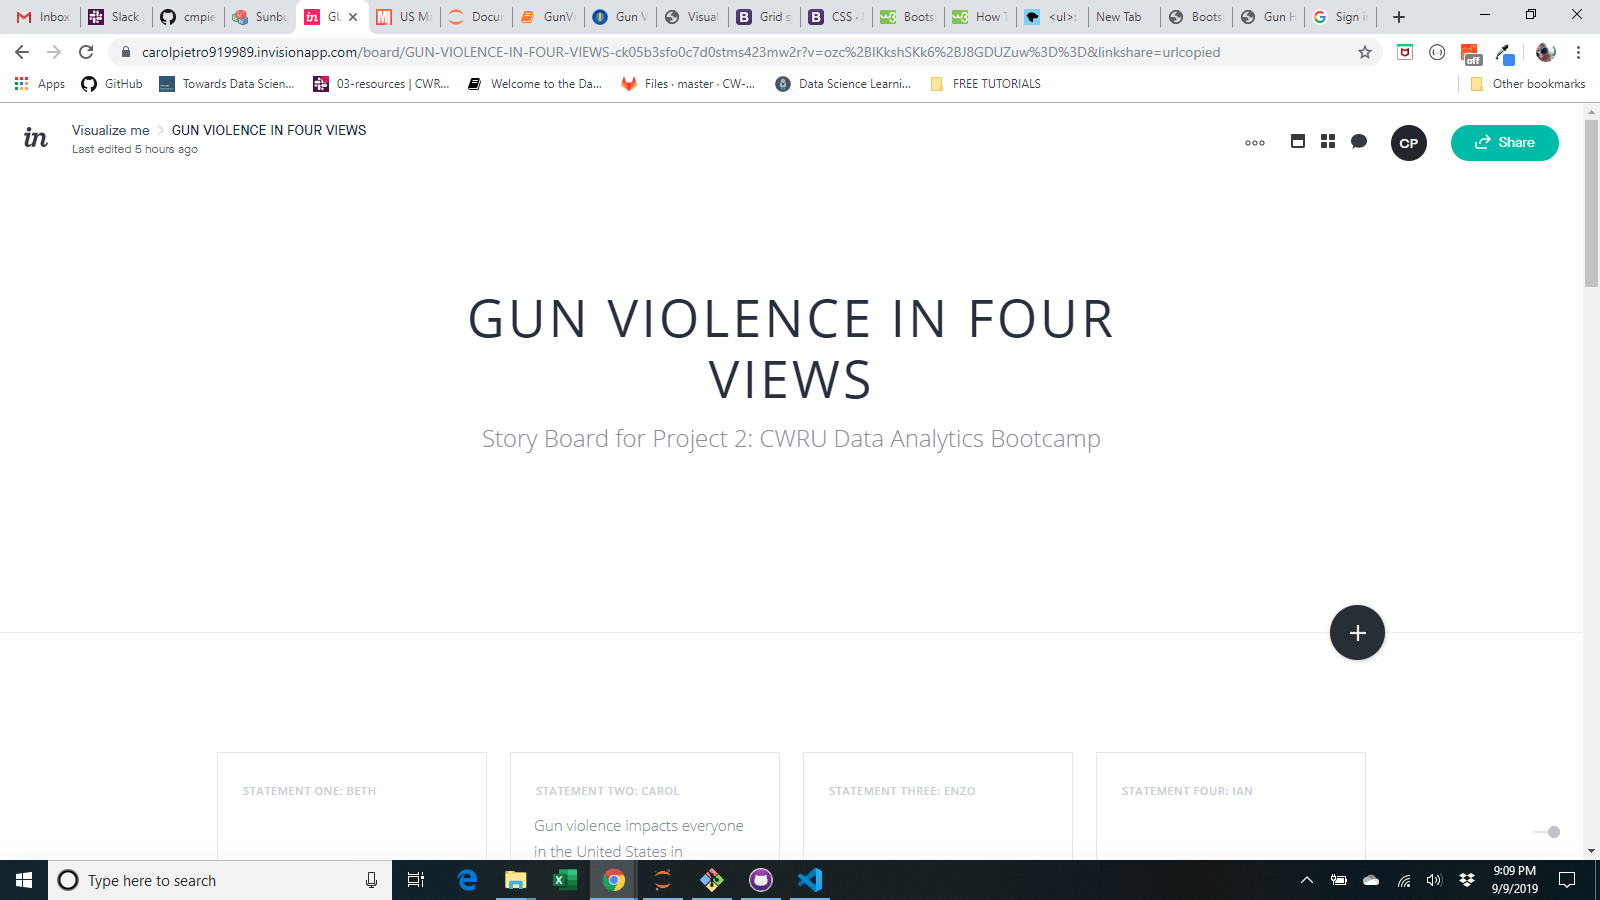 Inbox
Slack
cmpie
Sunbu
GU
US Ma
Docum
GunVi
Gun V
Visual
Grid s
CSS ·
Boots
How T
<ul>:
New Tab
Boots
Gun H
Sign i
carolpietro919989.invisionapp.com/board/GUN-VIOLENCE-IN-FOUR-VIEWS-ck05b3sfo0c7d0stms423mw2r?v=ozc%2BIKkshSKk6%2BJ8GDUZuw%3D%3D&linkshare=urlcopied
off
Apps
GitHub
Towards Data Scien...
03-resources | CWR...
Welcome to the Da...
Files · master · CW-...
Data Science Learni...
FREE TUTORIALS
Other bookmarks
in
Visualize me
GUN VIOLENCE IN FOUR VIEWS
Last edited 5 hours ago
CP
Share
GUN VIOLENCE IN FOUR
VIEWS
Story Board for Project 2: CWRU Data Analytics Bootcamp
STATEMENT ONE: BETH
STATEMENT TWO: CAROL
Gun violence impacts everyone
in the United States in
STATEMENT THREE: ENZO
STATEMENT FOUR: IAN
Type here to search
9:09 PM
9/9/2019